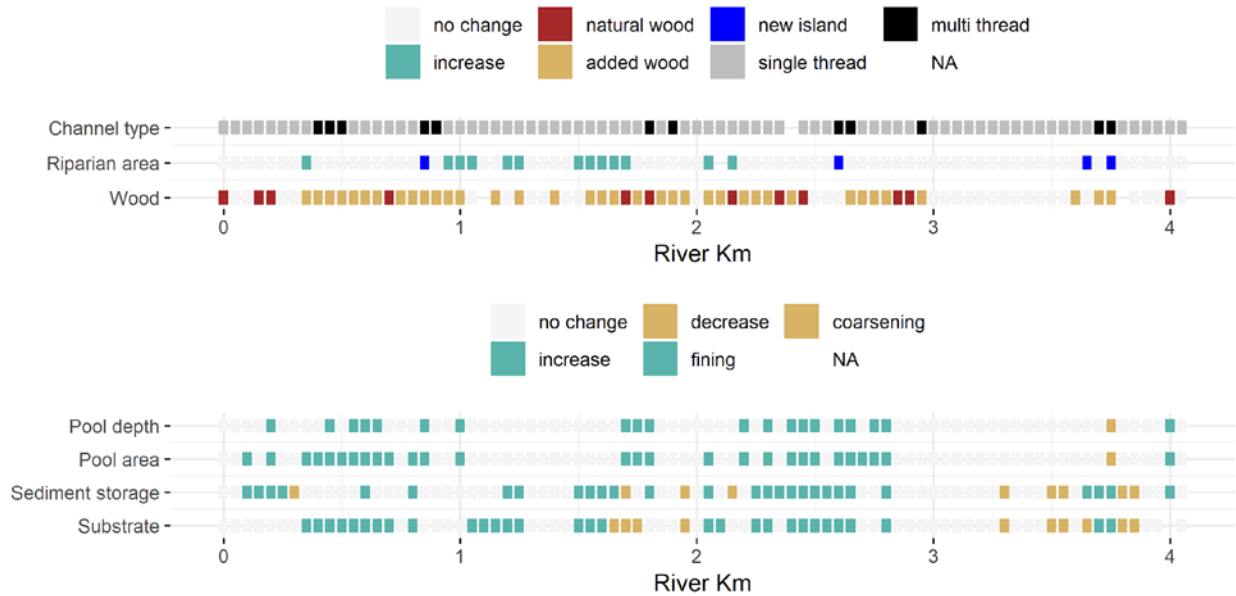 no change natural wood new island multi thread
increase added wood single thread NA
Channel type
Riparian area
Wood
0 1 2 3 4
River Km
no change decrease coarsening
increase fining NA
Pool depth
Pool area
Sediment storage
Substrate
0 1 2 3 4
River Km